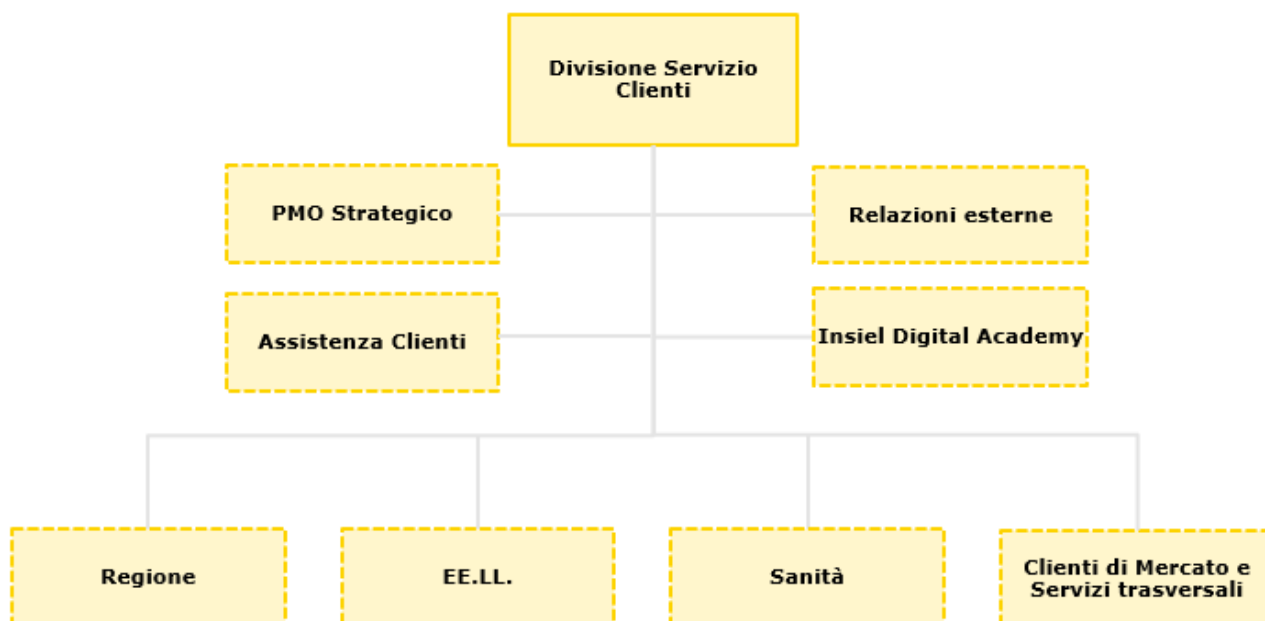 Divisione Servizio
Clienti
PMO Strategico
Relazioni esterne
Assistenza Clienti
Insiel Digital Academy
Regione
EE.LL.
Sanità
Clienti di Mercato e
Servizi trasversali